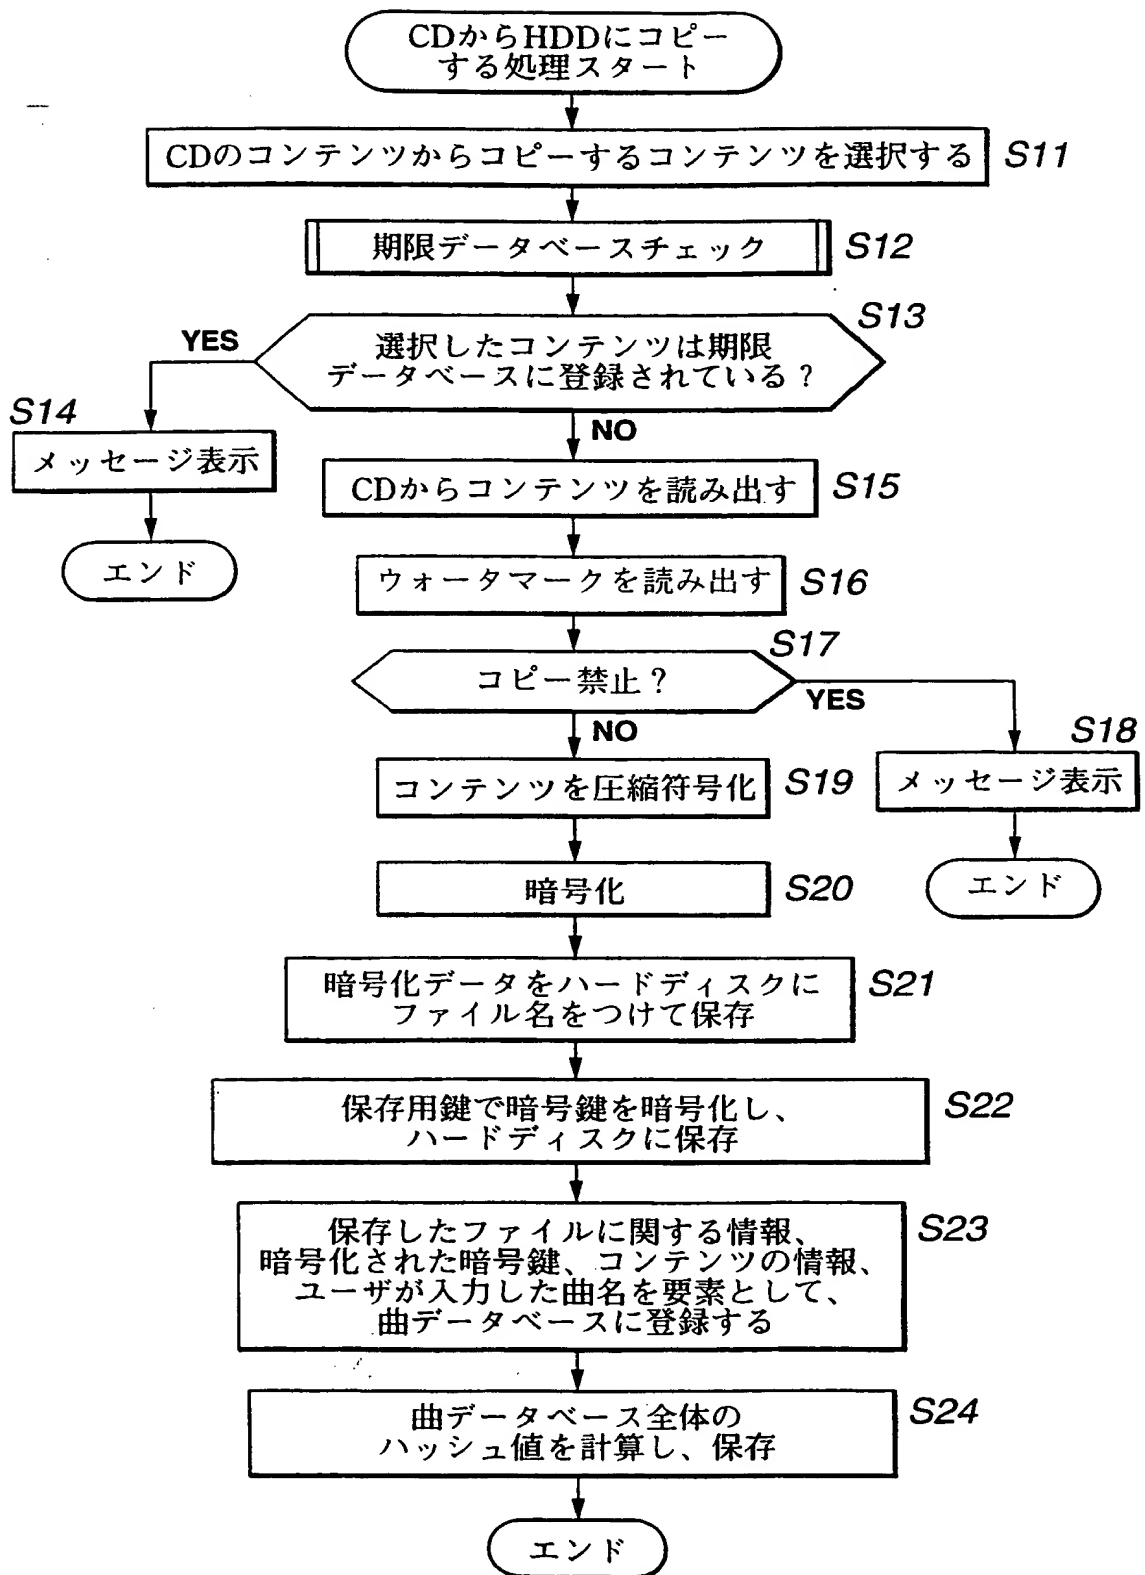 CDからHDDにコピー
する処理スタート
CDのコンテンツからコピーするコンテンツを選択する
S11
期限データベースチェック
S12
S13
選択したコンテンツは期限
データベースに登録されている?
YES
NO
S14
メッセージ表示
エンド
CDからコンテンツを読み出す
S15
ウォータマークを読み出す
S16
S17
コピー禁止?
YES
NO
S18
メッセージ表示
エンド
コンテンツを圧縮符号化
S19
暗号化
S20
暗号化データをハードディスクに
ファイル名をつけて保存
S21
保存用鍵で暗号鍵を暗号化し、
ハードディスクに保存
S22
保存したファイルに関する情報、
暗号化された暗号鍵、コンテンツの情報、
ユーザが入力した曲名を要素として、
曲データベースに登録する
S23
曲データベース全体の
ハッシュ値を計算し、保存
S24
エンド